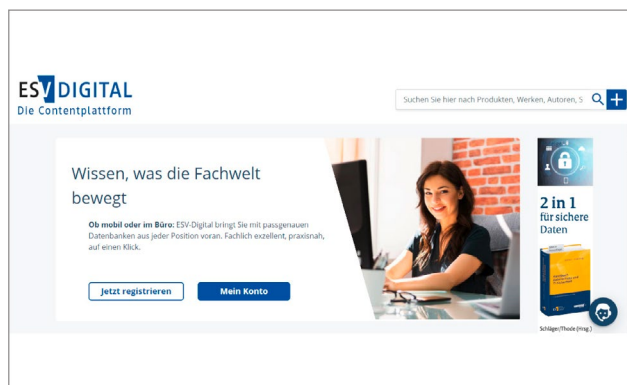 ESV DIGITAL
Die Contentplattform
Suchen Sie hier nach Produkten, Werken, Autoren, S
Wissen, was die Fachwelt
bewegt
Ob mobil oder im Büro: ESV-Digital bringt Sie mit passgenauen
Datenbanken aus jeder Position voran. Fachlich exzellent, praxisnah,
auf einen Klick.
Jetzt registrieren
Mein Konto
2 in 1
für sichere
Daten
Schläger/Thode (Hrsg.)